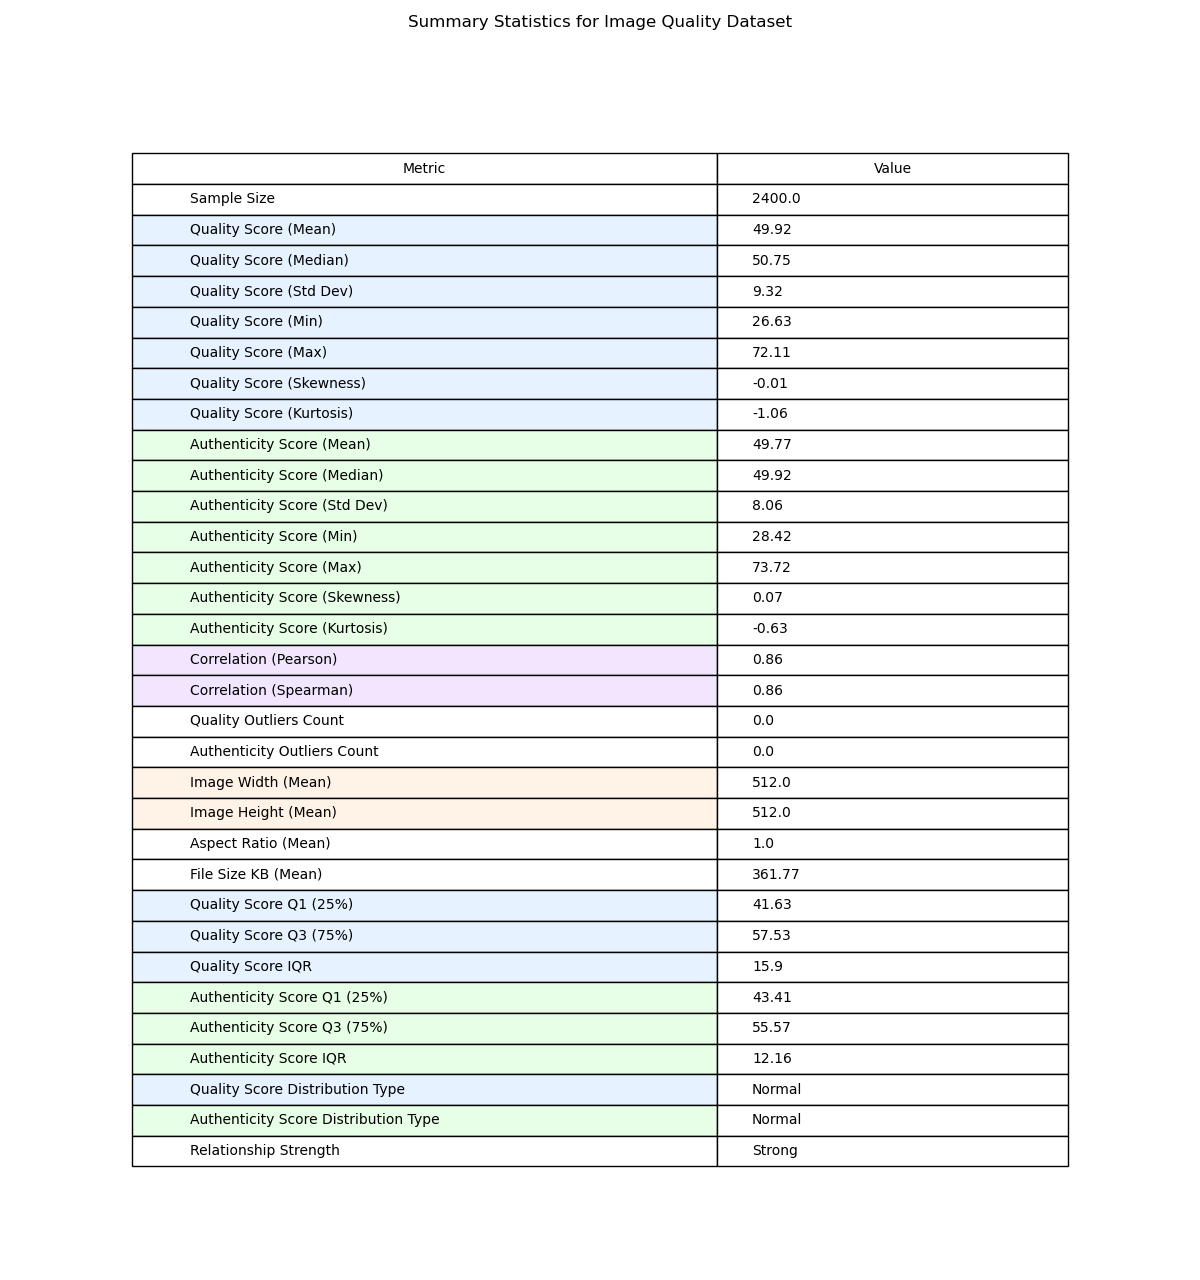 Summary Statistics for Image Quality Dataset
Metric Value
Sample Size 2400.0
Quality Score (Mean) 49.92
Quality Score (Median) 50.75
Quality Score (Std Dev) 9.32
Quality Score (Min) 26.63
Quality Score (Max) 72.11
Quality Score (Skewness) -0.01
Quality Score (Kurtosis) -1.06
Authenticity Score (Mean) 49.77
Authenticity Score (Median) 49.92
Authenticity Score (Std Dev) 8.06
Authenticity Score (Min) 28.42
Authenticity Score (Max) 73.72
Authenticity Score (Skewness) 0.07
Authenticity Score (Kurtosis) -0.63
Correlation (Pearson) 0.86
Correlation (Spearman) 0.86
Quality Outliers Count 0.0
Authenticity Outliers Count 0.0
Image Width (Mean) 512.0
Image Height (Mean) 512.0
Aspect Ratio (Mean) 1.0
File Size KB (Mean) 361.77
Quality Score Q1 (25%) 41.63
Quality Score Q3 (75%) 57.53
Quality Score IQR 15.9
Authenticity Score Q1 (25%) 43.41
Authenticity Score Q3 (75%) 55.57
Authenticity Score IQR 12.16
Quality Score Distribution Type Normal
Authenticity Score Distribution Type Normal
Relationship Strength Strong